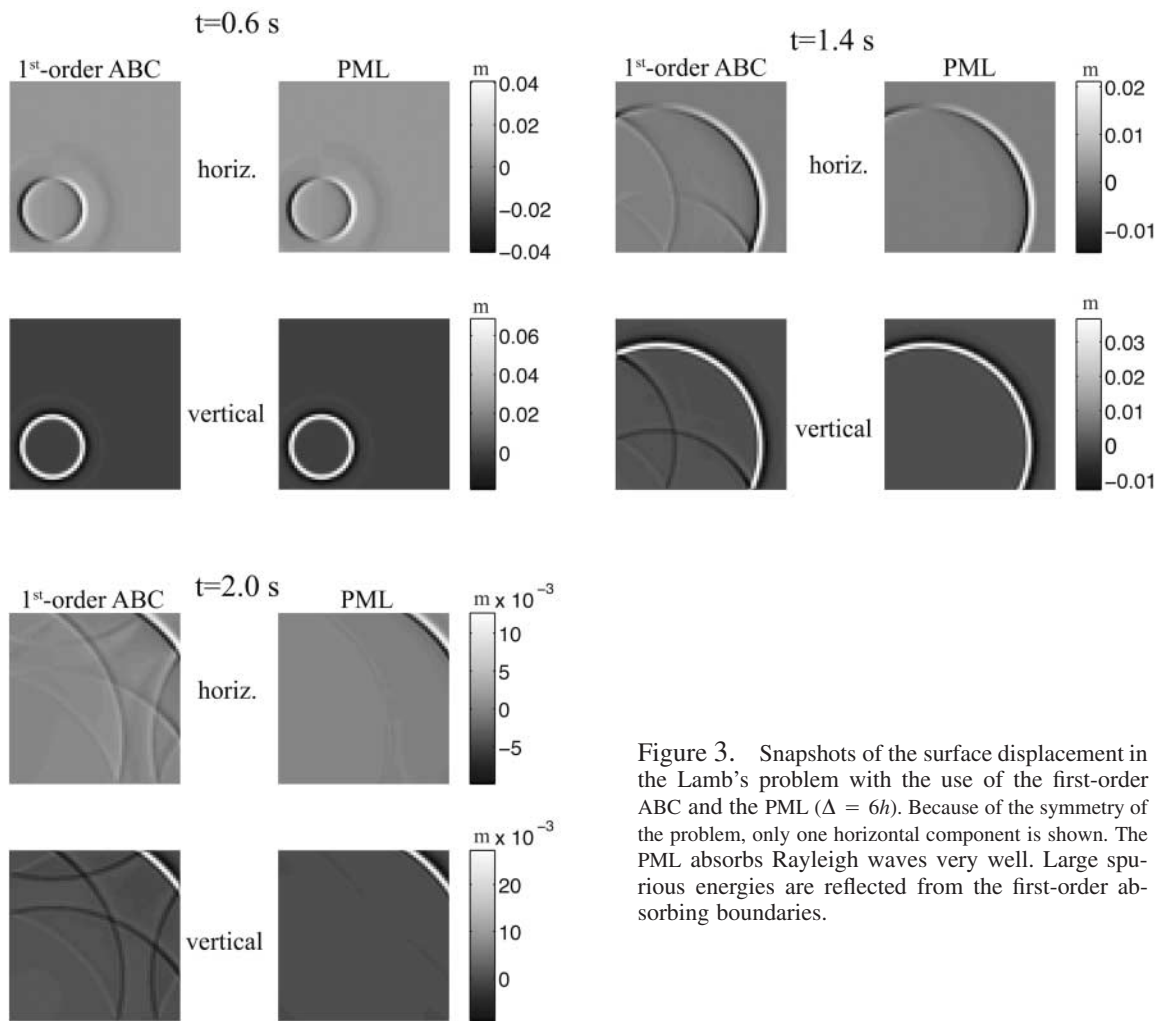 t=0.6 s
1st-order ABC
PML
m
0.04
0.02
0
−0.02
−0.04
horiz.
m
0.06
0.04
0.02
0
vertical
t=1.4 s
1st-order ABC
PML
m
0.02
0.01
0
−0.01
horiz.
m
0.03
0.02
0.01
0
−0.01
vertical
t=2.0 s
1st-order ABC
PML
m x 10−3
10
5
0
−5
horiz.
m x 10−3
20
10
0
vertical
Figure 3. Snapshots of the surface displacement in
the Lamb's problem with the use of the first-order
ABC and the PML (Δ = 6h). Because of the symmetry of
the problem, only one horizontal component is shown. The
PML absorbs Rayleigh waves very well. Large spu-
rious energies are reflected from the first-order ab-
sorbing boundaries.